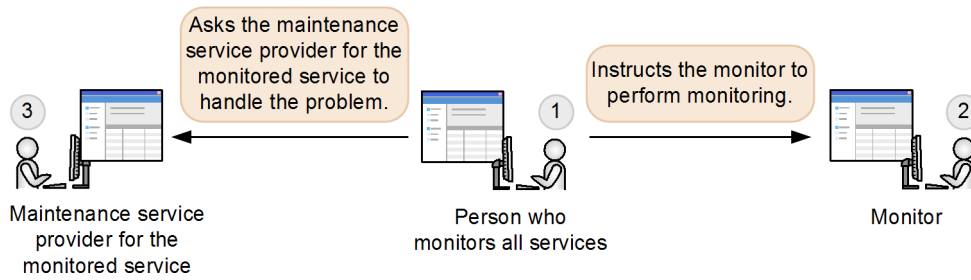 Asks the maintenance
service provider for the
monitored service to
handle the problem.
Instructs the monitor to
perform monitoring.
3
1
2
Maintenance service
provider for the
monitored service
Person who
monitors all services
Monitor